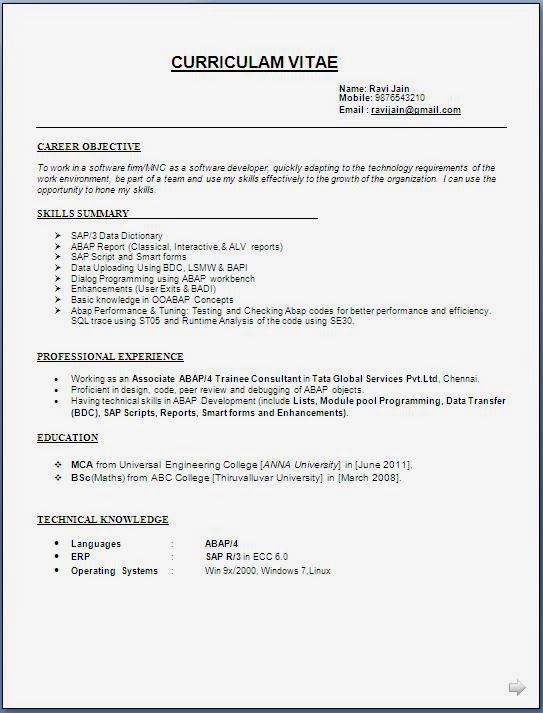 CURRICULAM VITAE
Name: Ravi Jain
Mobile: 9876543210
Email : ravijain@gmail.com
CAREER OBJECTIVE
To work in a software firm/MNC as a software developer, quickly adapting to the technology requirements of the
work environment, be part of a team and use my skills effectively to the growth of the organization. I can use the
opportunity to hone my skills.
SKILLS SUMMARY
SAP/3 Data Dictionary
ABAP Report (Classical, Interactive,& ALV reports)
SAP Script and Smart forms
Data Uploading Using BDC, LSMW & BAPI
Dialog Programming using ABAP workbench
Enhancements (User Exits & BADI)
Basic knowledge in OOABAP Concepts
Abap Performance & Tuning: Testing and Checking Abap codes for better performance and efficiency.
SQL trace using ST05 and Runtime Analysis of the code using SE30.
PROFESSIONAL EXPERIENCE
Working as an Associate ABAP/4 Trainee Consultant in Tata Global Services Pvt.Ltd, Chennai.
Proficient in design, code, peer review and debugging of ABAP objects.
Having technical skills in ABAP Development (include Lists, Module pool Programming, Data Transfer
(BDC), SAP Scripts, Reports, Smart forms and Enhancements).
EDUCATION
MCA from Universal Engineering College [ANNA University] in [June 2011],
BSc(Maths) from ABC College [Thiruvalluvar University] in [March 2008].
TECHNICAL KNOWLEDGE
Languages : ABAP/4
ERP : SAP R/3 in ECC 6.0
Operating Systems : Win 9x/2000, Windows 7,Linux